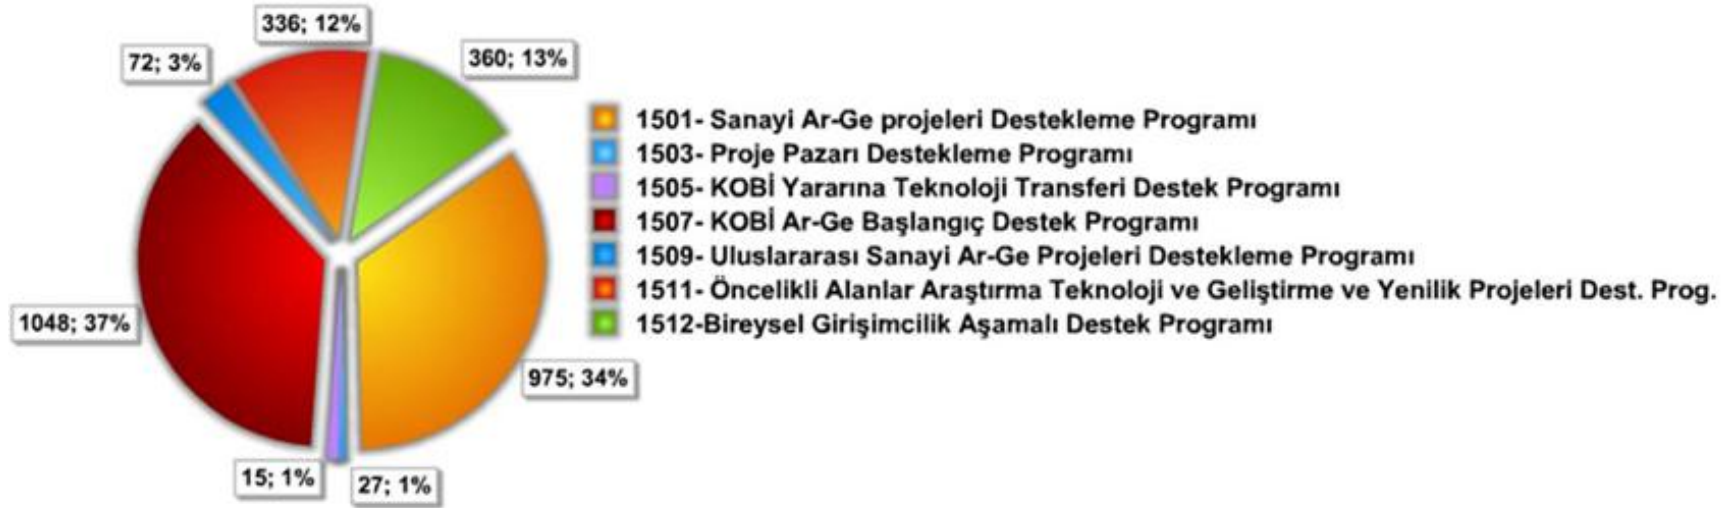 336; 12%
72; 3%
360; 13%
1048; 37%
975; 34%
15; 1%
27; 1%
1501- Sanayi Ar-Ge projeleri Destekleme Programı
1503- Proje Pazarı Destekleme Programı
1505- KOBİ Yararına Teknoloji Transferi Destek Programı
1507- KOBİ Ar-Ge Başlangıç Destek Programı
1509- Uluslararası Sanayi Ar-Ge Projeleri Destekleme Programı
1511- Öncelikli Alanlar Araştırma Teknoloji ve Geliştirme ve Yenilik Projeleri Dest. Prog.
1512-Bireysel Girişimcilik Aşamalı Destek Programı